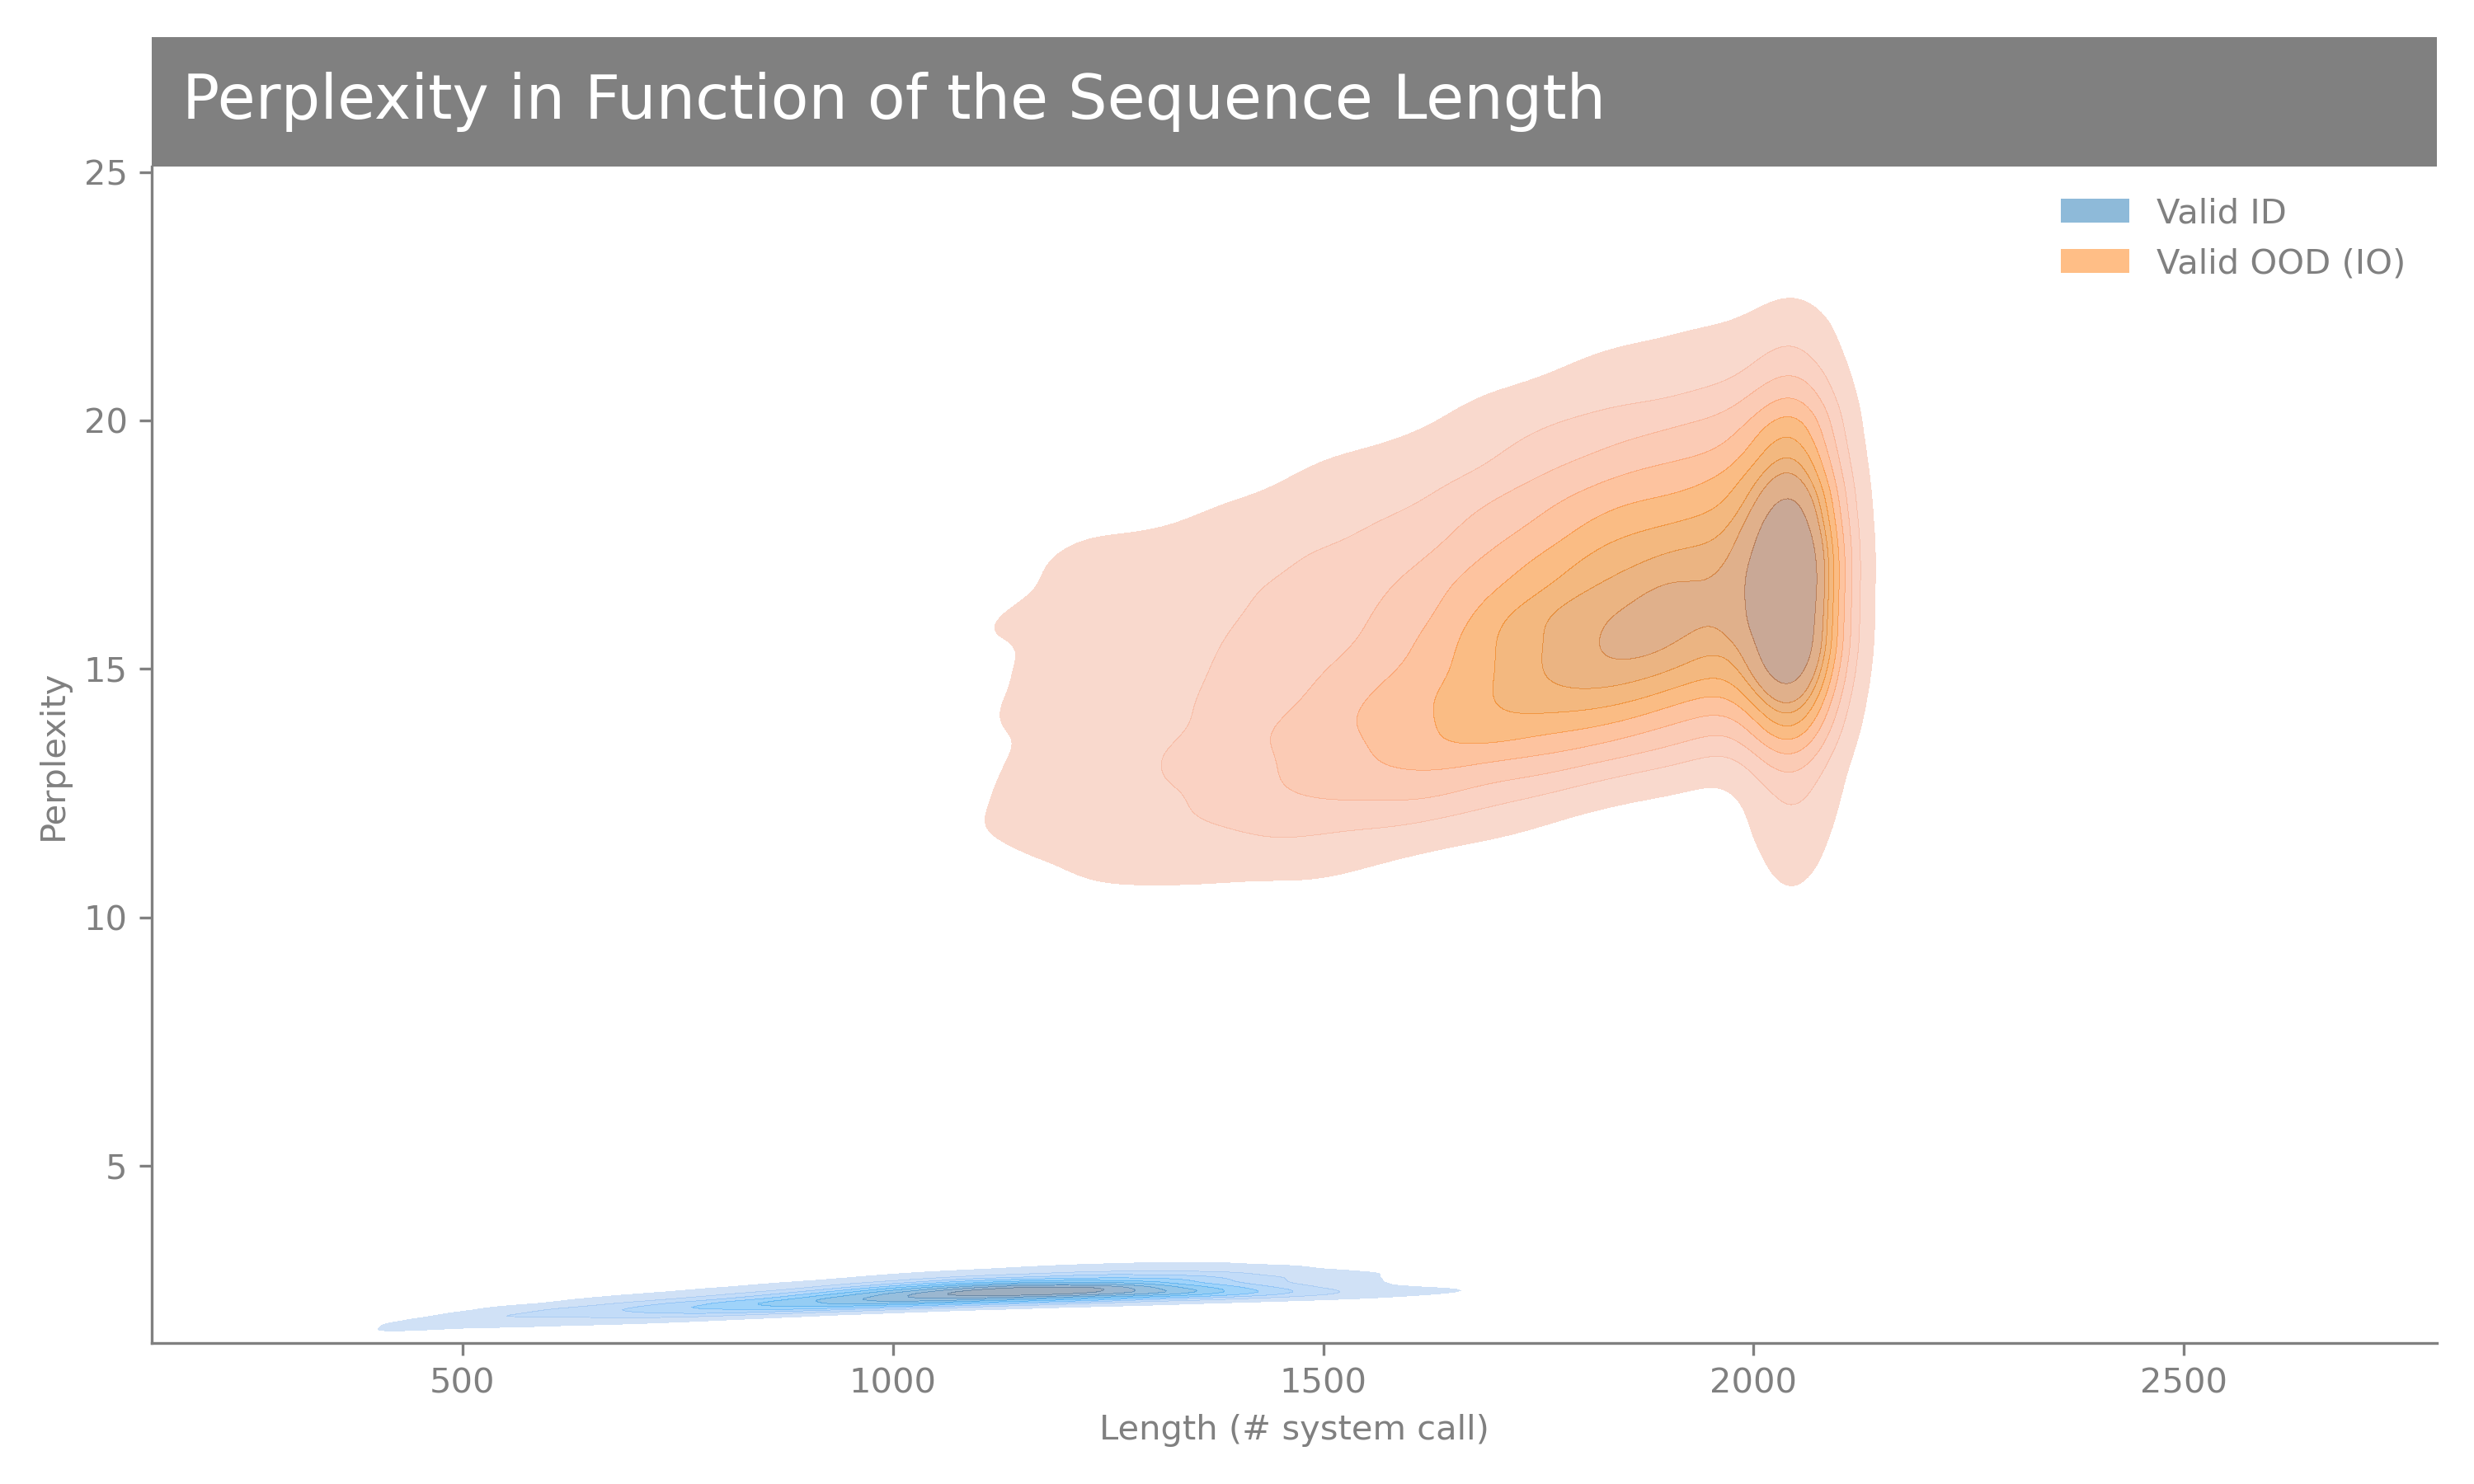 Perplexity in Function of the Sequence Length
25
Valid ID
Valid OOD (IO)
20
15
Perplexity
10
5
500 1000 1500 2000 2500
Length (# system call)